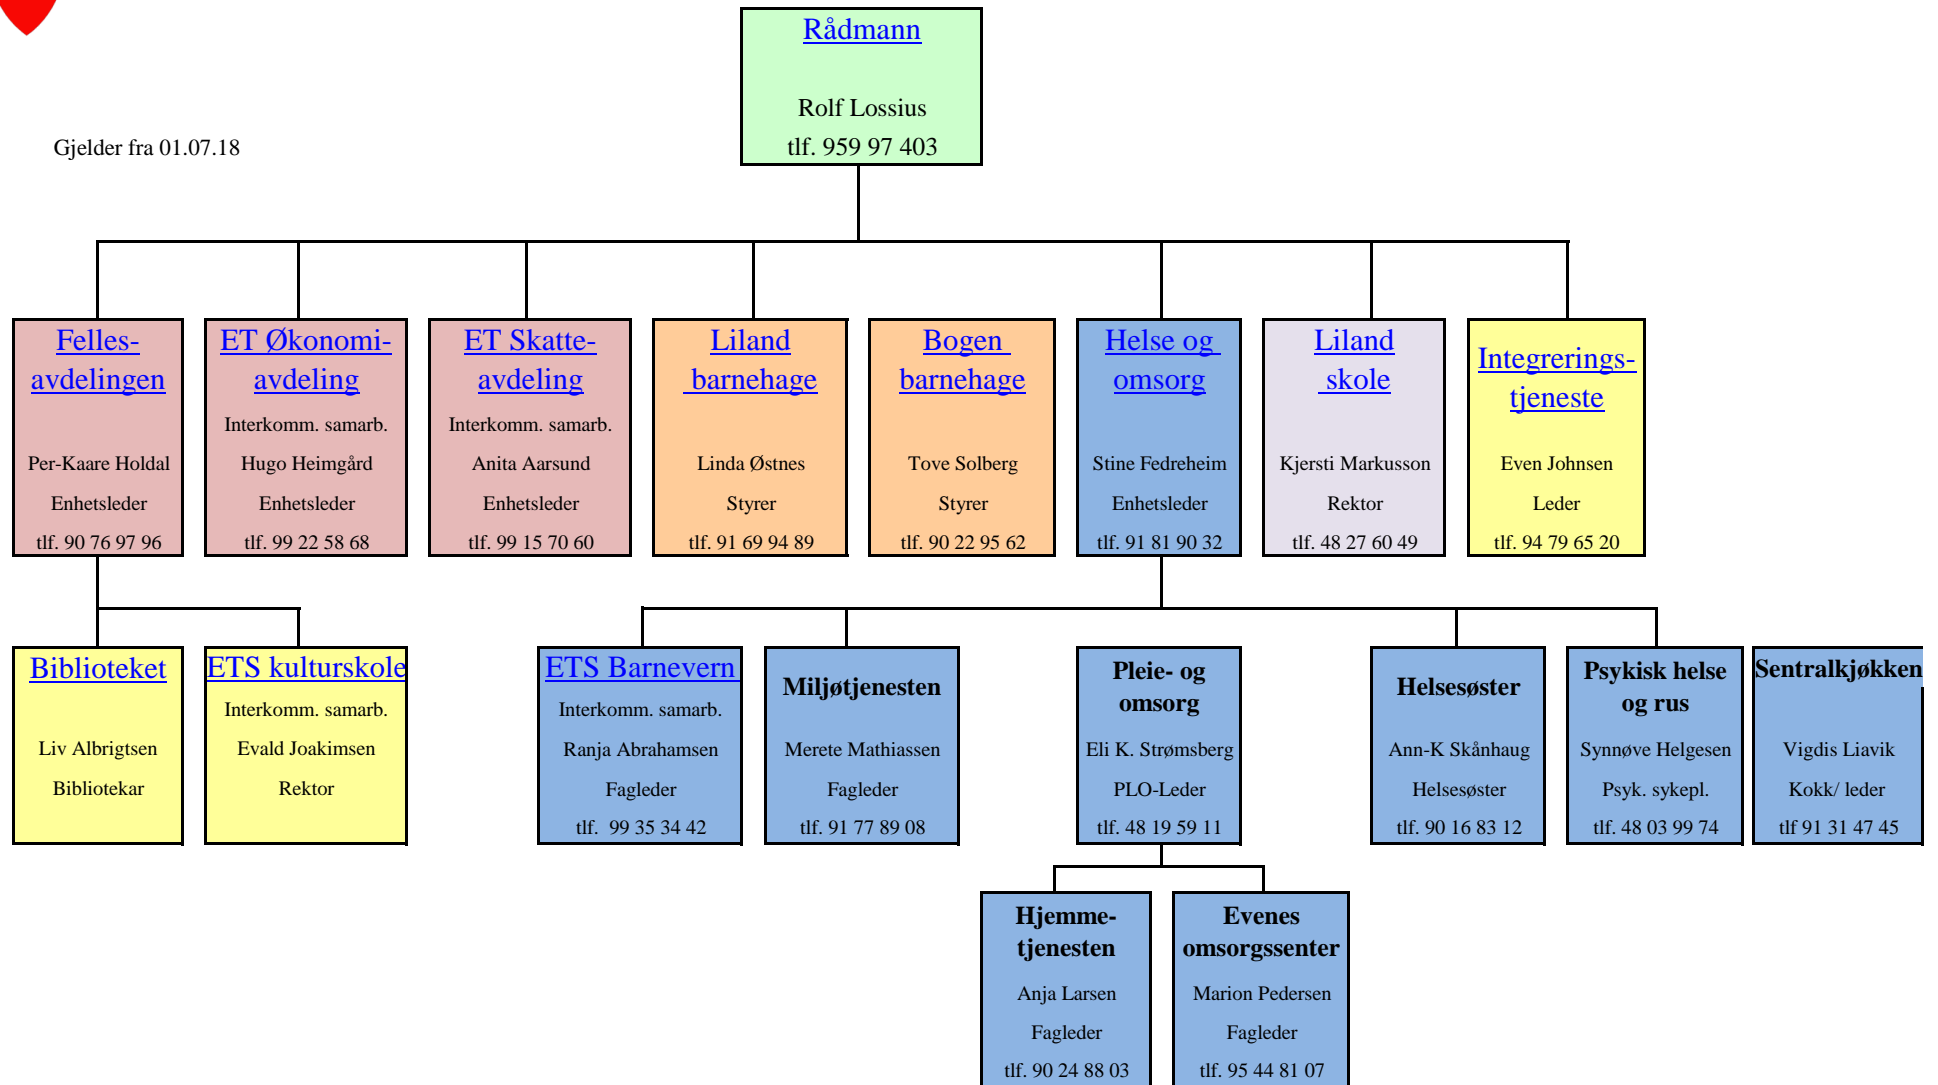 Rådmann
Rolf Lossius
tlf. 959 97 403
Gjelder fra 01.07.18
Felles-
avdelingen
Per-Kaare Holdal
Enhetsleder
tlf. 90 76 97 96
ET Økonomi-
avdeling
Interkomm. samarb.
Hugo Heimgård
Enhetsleder
tlf. 99 22 58 68
ET Skatte-
avdeling
Interkomm. samarb.
Anita Aarsund
Enhetsleder
tlf. 99 15 70 60
Liland
barnehage
Linda Østnes
Styrer
tlf. 91 69 94 89
Bogen
barnehage
Tove Solberg
Styrer
tlf. 90 22 95 62
Helse og
omsorg
Stine Fedreheim
Enhetsleder
tlf. 91 81 90 32
Liland
skole
Kjersti Markusson
Rektor
tlf. 48 27 60 49
Integrerings-
tjeneste
Even Johnsen
Leder
tlf. 94 79 65 20
Biblioteket
Liv Albrigtsen
Bibliotekar
ETS kulturskole
Interkomm. samarb.
Evald Joakimsen
Rektor
ETS Barnevern
Interkomm. samarb.
Ranja Abrahamsen
Fagleder
tlf. 99 35 34 42
Miljøtjenesten
Merete Mathiassen
Fagleder
tlf. 91 77 89 08
Pleie- og
omsorg
Eli K. Strømsberg
PLO-Leder
tlf. 48 19 59 11
Helsesøster
Ann-K Skånhaug
Helsesøster
tlf. 90 16 83 12
Psykisk helse
og rus
Synnøve Helgesen
Psyk. sykepl.
tlf. 48 03 99 74
Sentralkjøkken
Vigdis Liavik
Kokk/ leder
tlf 91 31 47 45
Hjemme-
tjenesten
Anja Larsen
Fagleder
tlf. 90 24 88 03
Evenes
omsorgssenter
Marion Pedersen
Fagleder
tlf. 95 44 81 07